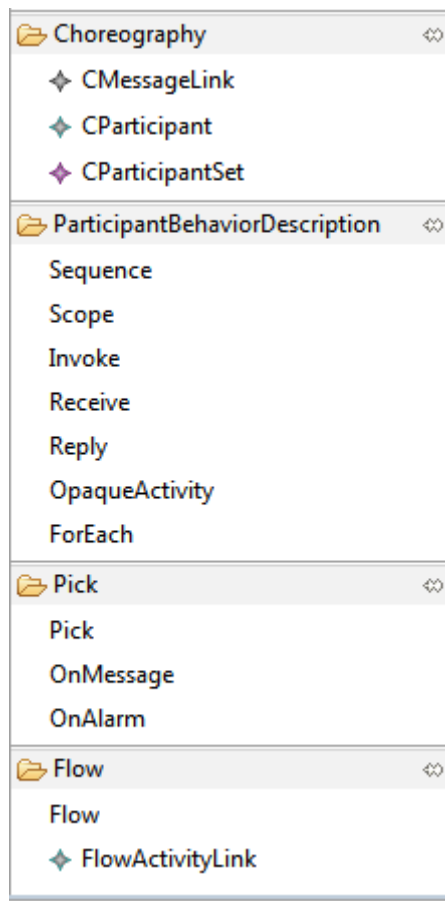 Choreography
CMessageLink
CParticipant
CParticipantSet
ParticipantBehaviorDescription
Sequence
Scope
Invoke
Receive
Reply
OpaqueActivity
ForEach
Pick
Pick
OnMessage
OnAlarm
Flow
Flow
FlowActivityLink